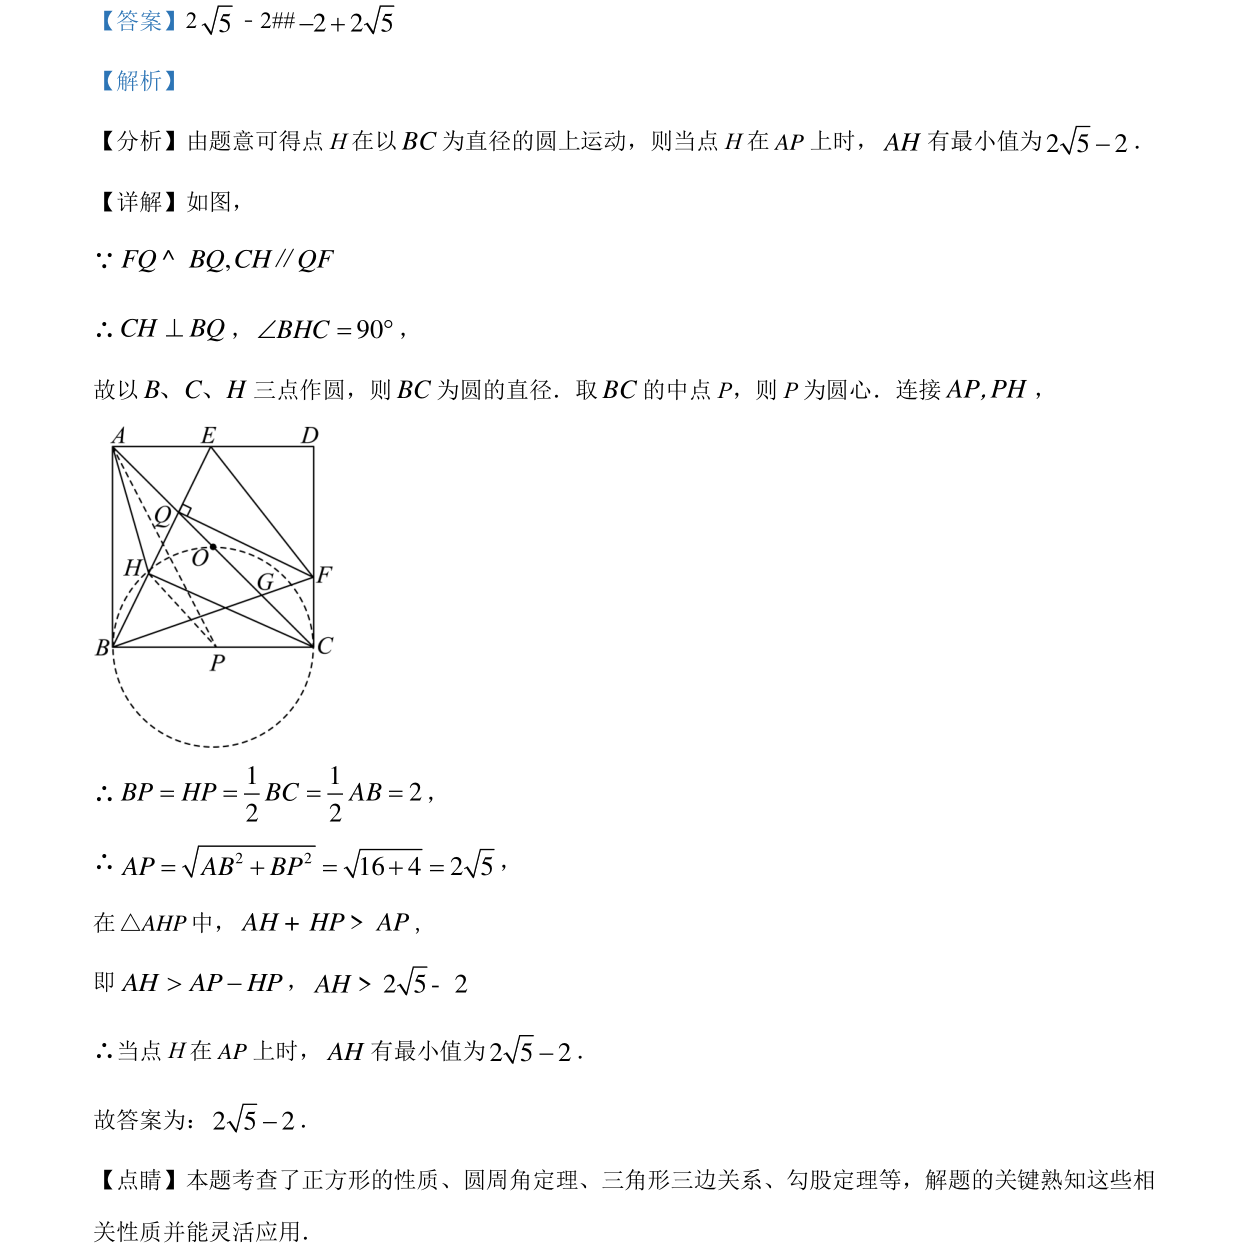 【答案】2√5﹣2##−2+2√5
【解析】
【分析】由题意可得点 H 在以 BC 为直径的圆上运动，则当点 H 在 AP 上时， AH 有最小值为 2√5−2．
【详解】如图，
∵ FQ ^ BQ, CH // QF
∴ CH ⊥ BQ，∠BHC = 90°，
故以 B、C、H 三点作圆，则 BC 为圆的直径．取 BC 的中点 P，则 P 为圆心．连接 AP, PH ，
A E D
Q
O
H G F
B P C
∴ BP = HP = 1/2 BC = 1/2 AB = 2，
∴ AP = √(AB² + BP²) = √(16+4) = 2√5，
在 △AHP 中， AH + HP > AP，
即 AH > AP − HP， AH > 2√5 - 2
∴当点 H 在 AP 上时， AH 有最小值为 2√5−2．
故答案为：2√5−2．
【点睛】本题考查了正方形的性质、圆周角定理、三角形三边关系、勾股定理等，解题的关键熟知这些相
关性质并能灵活应用．